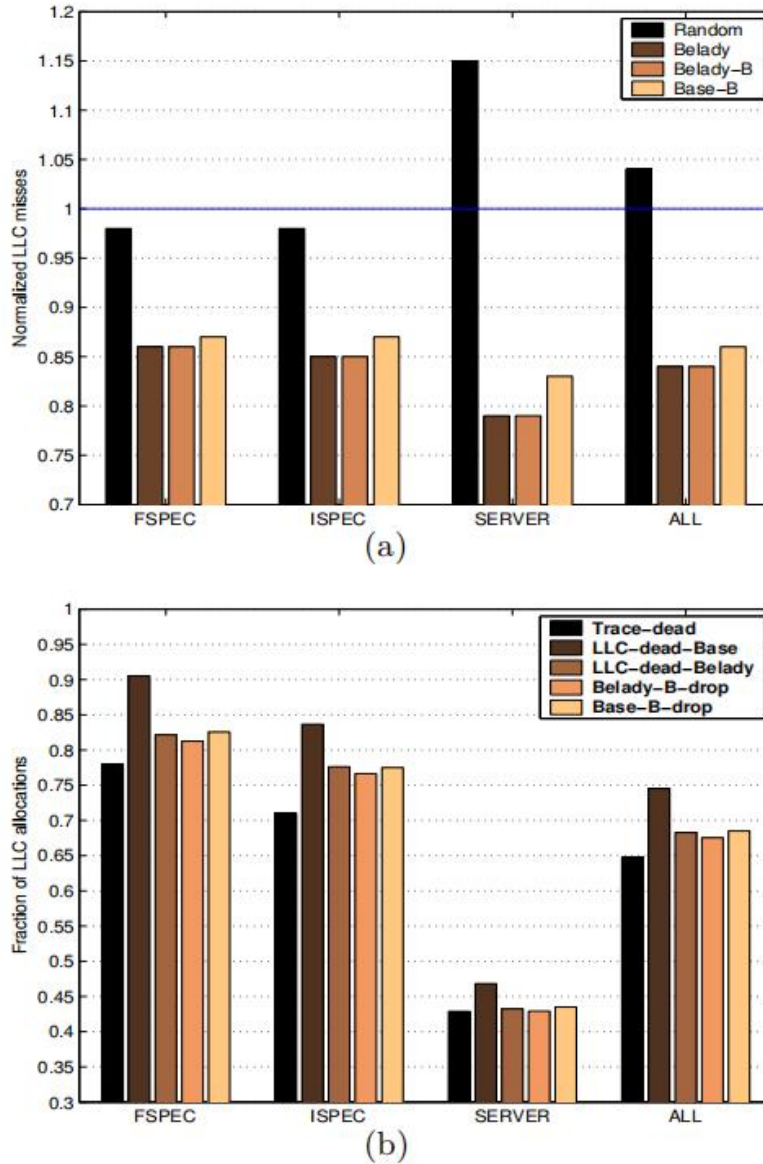 1.2
1.15
1.1
1.05
1
0.95
0.9
0.85
0.8
0.75
0.7
Normalized LLC misses
Random
Belady
Belady-B
Base-B
FSPEC ISPEC SERVER ALL
(a)
1
0.95
0.9
0.85
0.8
0.75
0.7
0.65
0.6
0.55
0.5
0.45
0.4
0.35
0.3
Fraction of LLC allocations
Trace-dead
LLC-dead-Base
LLC-dead-Belady
Belady-B-drop
Base-B-drop
FSPEC ISPEC SERVER ALL
(b)